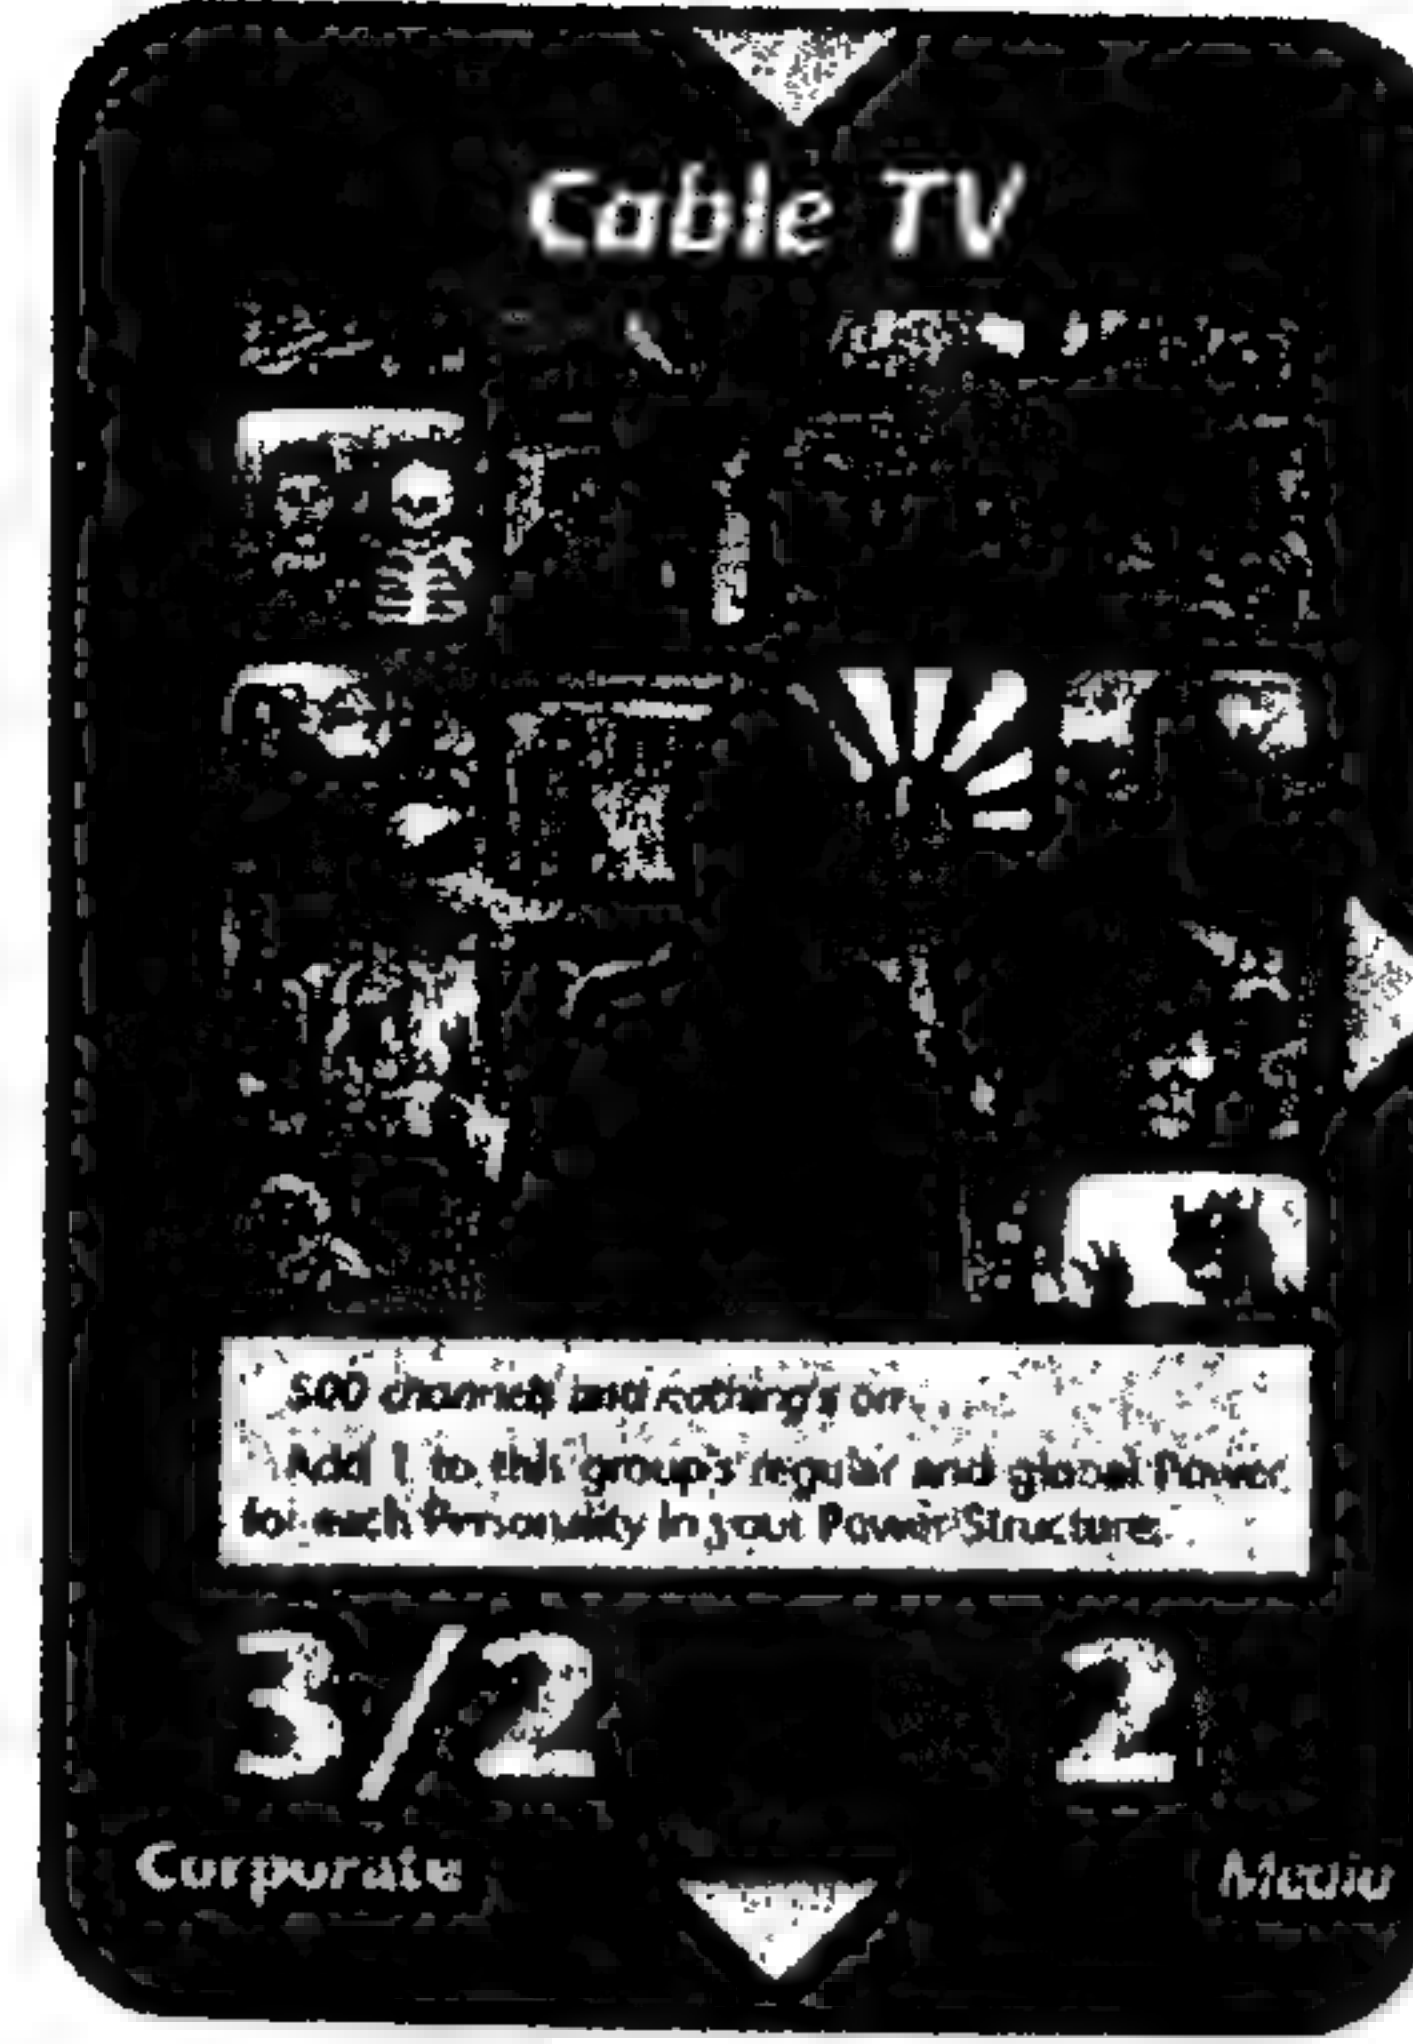 Cable TV
500 channels and nothing's on.
Add 1 to this group's regular and global Power
for each Personality in your Power Structure.
3/2 2
Corporate Media